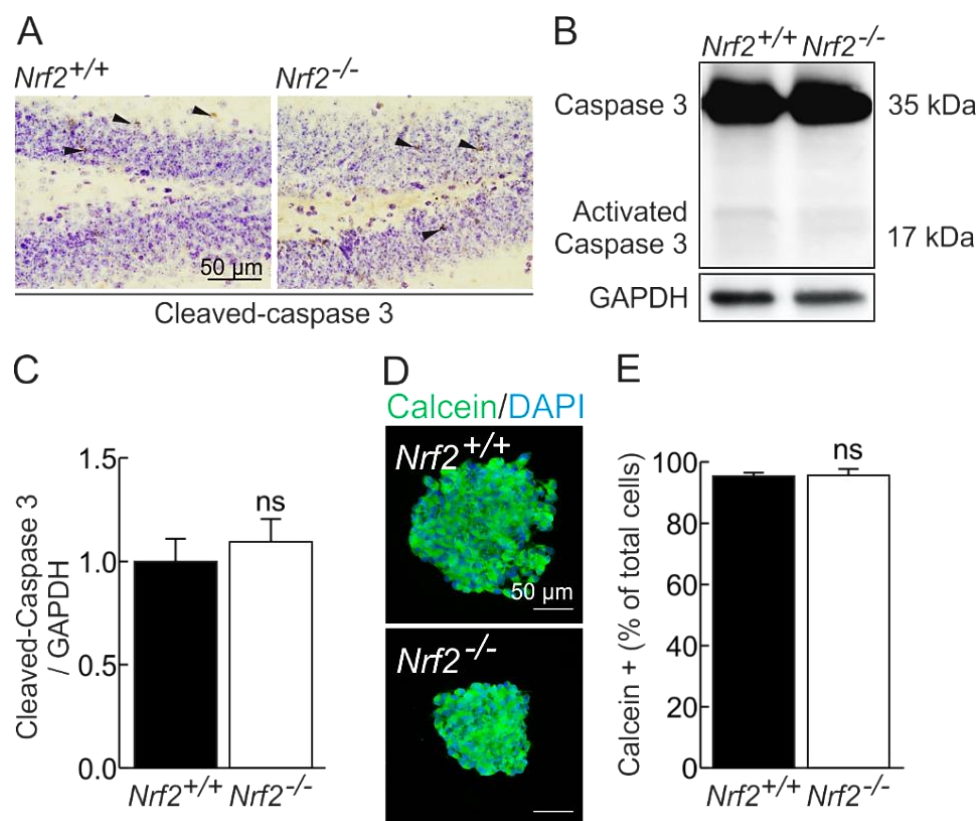 A
Nrf2+/+
Nrf2-/-
50 µm
Cleaved-caspase 3
B
Nrf2+/+ Nrf2-/-
Caspase 3
35 kDa
Activated
Caspase 3
17 kDa
GAPDH
C
Cleaved-Caspase 3
/ GAPDH
1.5
1.0
0.5
0.0
ns
Nrf2+/+ Nrf2-/-
D
Calcein/DAPI
Nrf2+/+
50 µm
Nrf2-/-
E
Calcein + (% of total cells)
100
80
60
40
20
0
ns
Nrf2+/+ Nrf2-/-